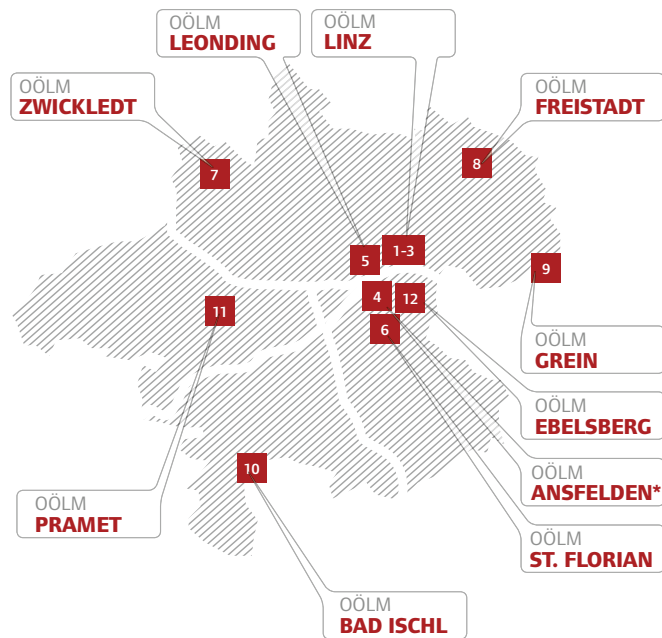 OÖLM
LEONDING
OÖLM
LINZ
OÖLM
ZWICKLEDT
OÖLM
FREISTADT
7
8
5
1-3
9
4
12
11
6
OÖLM
GREIN
OÖLM
EBELSBERG
10
OÖLM
ANSFELDEN*
OÖLM
PRAMET
OÖLM
ST. FLORIAN
OÖLM
BAD ISCHL